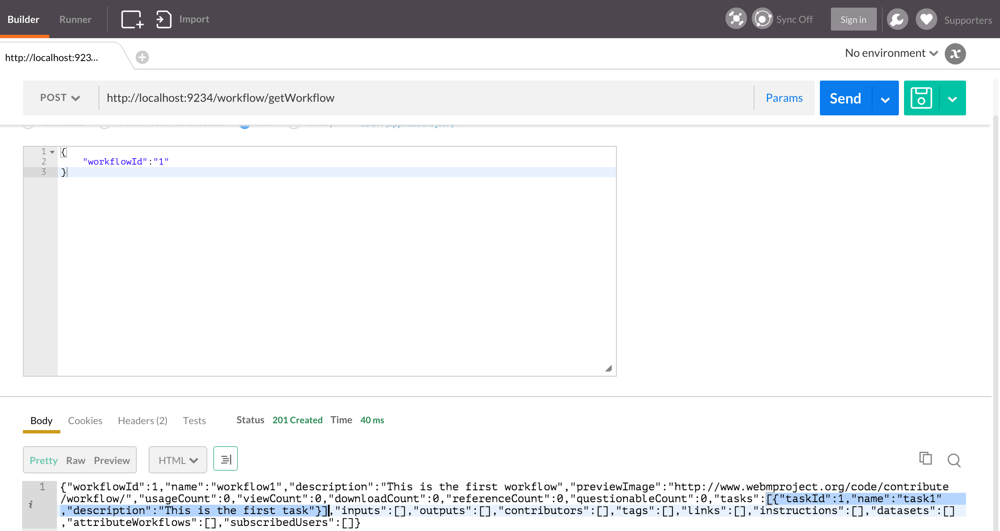 Builder Runner Import Sync Off Sign in Supporters
http://localhost:923... No environment
POST http://localhost:9234/workflow/getWorkflow Params Send
1 {
2 "workflowId":"1"
3 }
Body Cookies Headers (2) Tests Status 201 Created Time 40 ms
Pretty Raw Preview HTML
1 {"workflowId":1,"name":"workflow1","description":"This is the first workflow","previewImage":"http://www.webmproject.org/code/contribute
/workflow/","usageCount":0,"viewCount":0,"downloadCount":0,"referenceCount":0,"questionableCount":0,"tasks":[{"taskId":1,"name":"task1"
,"description":"This is the first task"}],"inputs":[],"outputs":[],"contributors":[],"tags":[],"links":[],"instructions":[],"datasets":[]
,"attributeWorkflows":[],"subscribedUsers":[]}